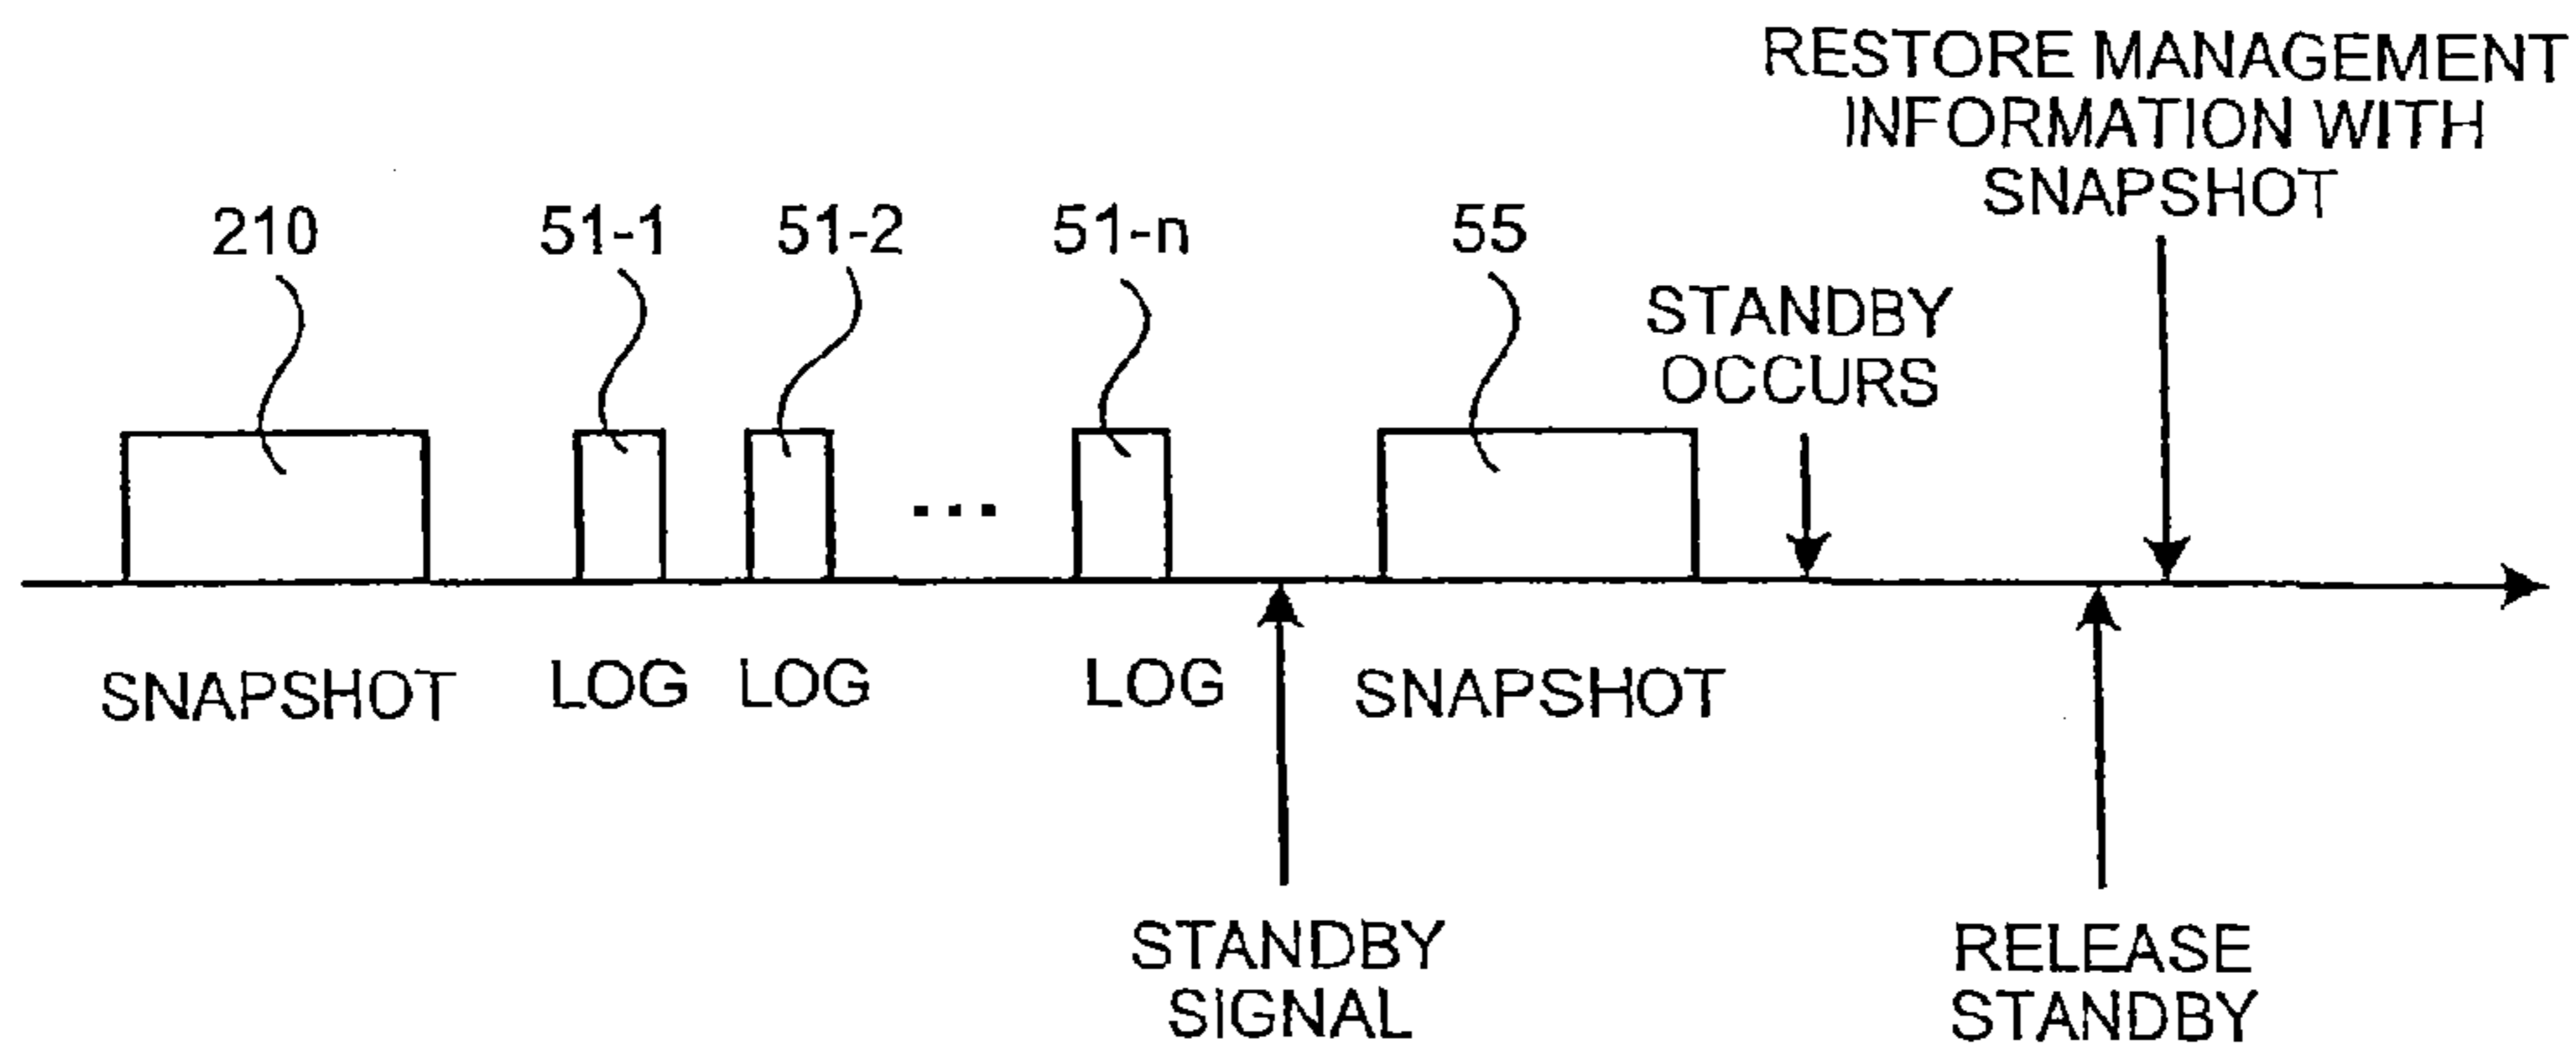 RESTORE MANAGEMENT
INFORMATION WITH
SNAPSHOT
210
51-1
51-2
51-n
55
STANDBY
OCCURS
...
SNAPSHOT
LOG
LOG
LOG
SNAPSHOT
STANDBY
SIGNAL
RELEASE
STANDBY